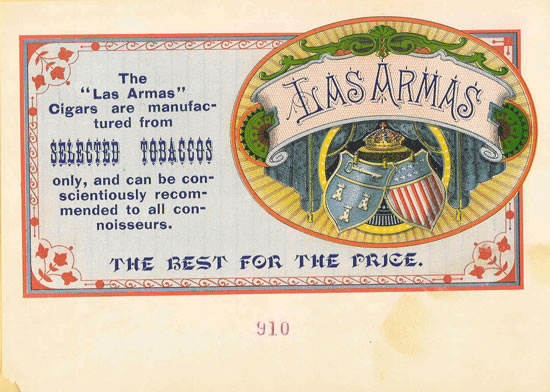 The
"Las Armas"
Cigars are manufac-
tured from
SELECTED TOBACCOS
only, and can be con-
scientiously recom-
mended to all con-
noisseurs.
LAS ARMAS
THE BEST FOR THE PRICE.
910